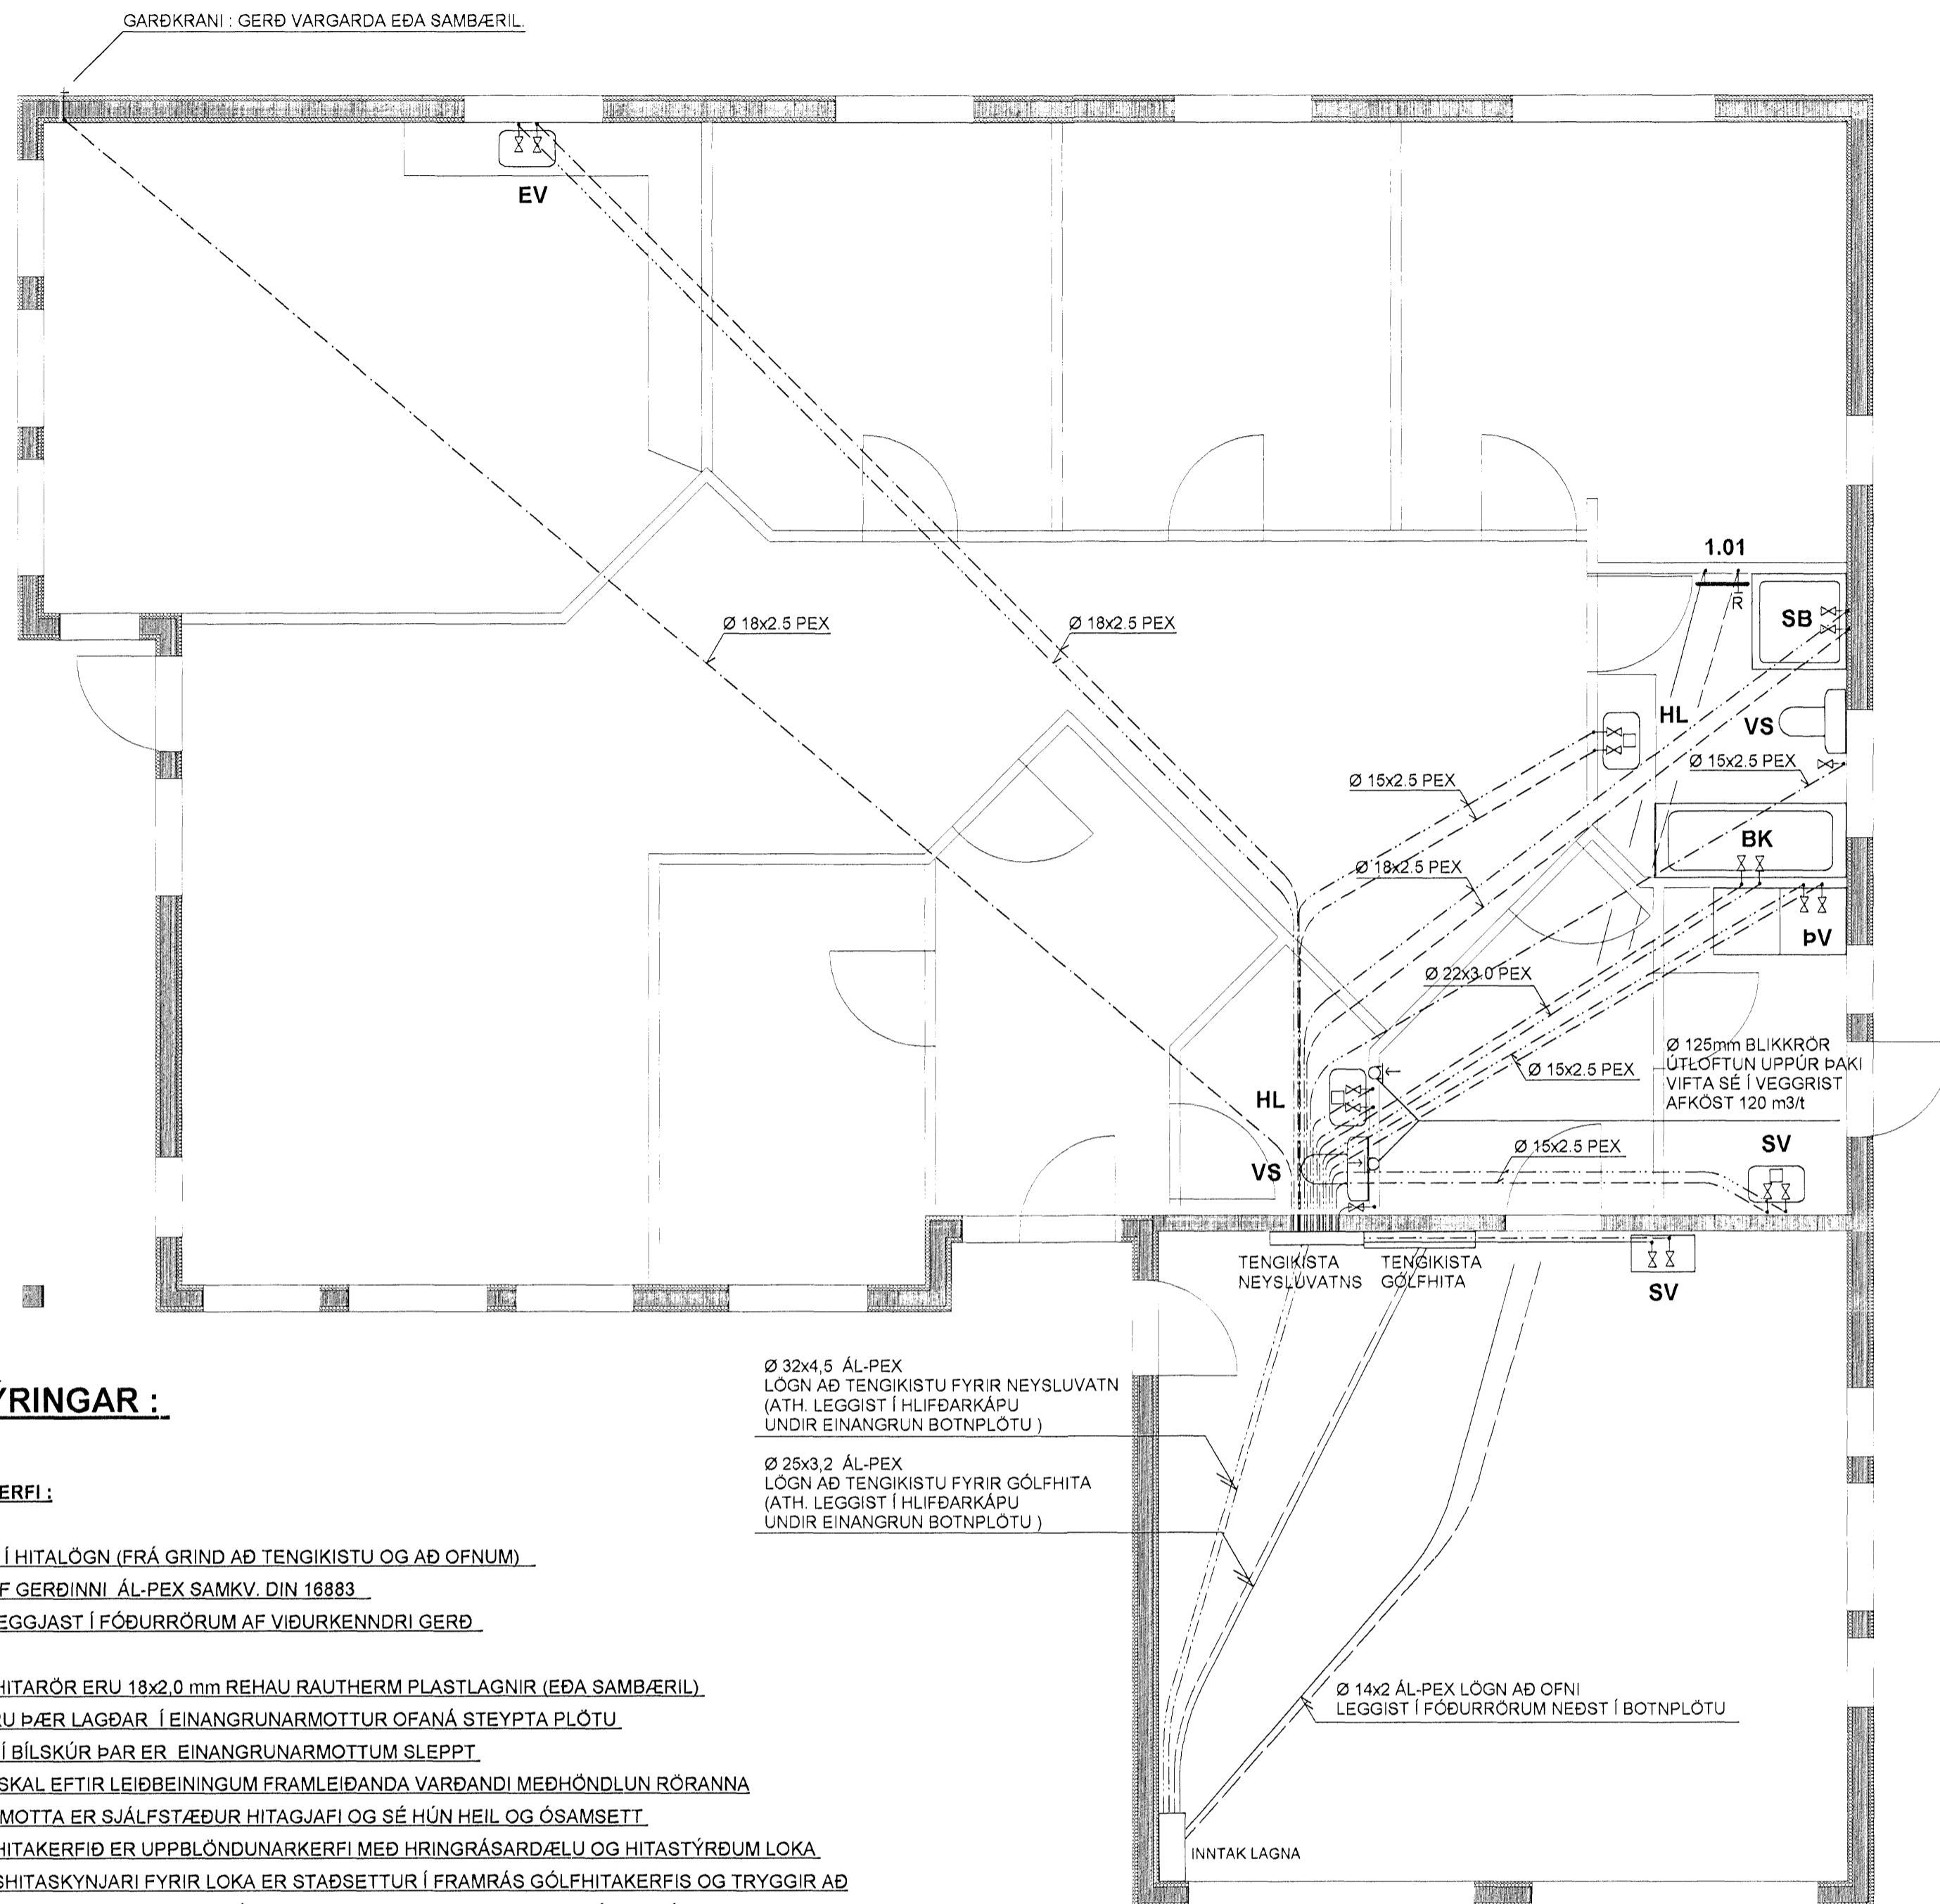 GARÐKRANI : GERÐ VARGARDA EÐA SAMBÆRIL.
EV
1.01
R
SB
Ø 18x2.5 PEX
Ø 18x2.5 PEX
HL
VS
Ø 15x2.5 PEX
Ø 15x2.5 PEX
BK
Ø 18x2.5 PEX
ÞV
Ø 22x3.0 PEX
Ø 125mm BLIKKRÖR
ÚTLOFTUN UPPÚR ÞAKI
VIFTA SÉ Í VEGGRIST
AFKÖST 120 m3/t
Ø 15x2.5 PEX
HL
Ø 15x2.5 PEX
SV
VS
TENGIKISTA
NEYSLUVATNS
TENGIKISTA
GÓLFHITA
SV
Ø 32x4,5 ÁL-PEX
LÖGN AÐ TENGIKISTU FYRIR NEYSLUVATN
(ATH. LEGGIST Í HLIFÐARKÁPU
UNDIR EINANGRUN BOTNPLÖTU )
Ø 25x3,2 ÁL-PEX
LÖGN AÐ TENGIKISTU FYRIR GÓLFHITA
(ATH. LEGGIST Í HLIFÐARKÁPU
UNDIR EINANGRUN BOTNPLÖTU )
ÝRINGAR :
ERFI :
Í HITALÖGN (FRÁ GRIND AÐ TENGIKISTU OG AÐ OFNUM)
F GERÐINNI ÁL-PEX SAMKV. DIN 16883
EGGJAST Í FÓÐURRÖRUM AF VIÐURKENNDRI GERÐ
HITARÖR ERU 18x2,0 mm REHAU RAUTHERM PLASTLAGNIR (EÐA SAMBÆRIL)
RU ÞÆR LAGÐAR Í EINANGRUNARMOTTUR OFANÁ STEYPTA PLÖTU
Í BÍLSKÚR ÞAR ER EINANGRUNARMOTTUM SLEPPT
SKAL EFTIR LEIÐBEININGUM FRAMLEIÐANDA VARÐANDI MEÐHÖNDLUN RÖRANNA
MOTTA ER SJÁLFSTÆÐUR HITAGJAFI OG SÉ HÚN HEIL OG ÓSAMSETT
HITAKERFIÐ ER UPPBLÖNDUNARKERFI MEÐ HRINGRÁSARDÆLU OG HITASTÝRÐUM LOKA
SHITASKYNJARI FYRIR LOKA ER STAÐSETTUR Í FRAMRÁS GÓLFHITAKERFIS OG TRYGGIR AÐ
Ø 14x2 ÁL-PEX LÖGN AÐ OFNI
LEGGIST Í FÓÐURRÖRUM NEÐST Í BOTNPLÖTU
INNTAK LAGNA